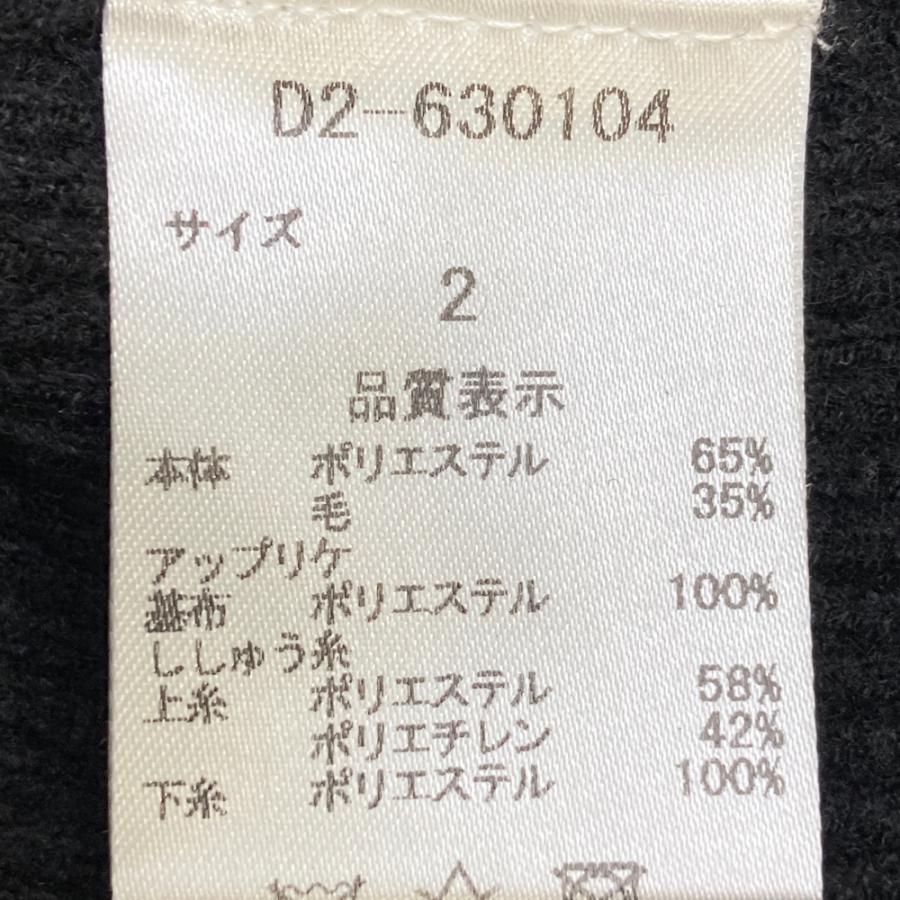 D2-630104
サイズ
2
品質表示
本体 ポリエステル 65%
毛 35%
アップリケ
基布 ポリエステル 100%
ししゅう糸
上糸 ポリエステル 58%
ポリエチレン 42%
下糸 ポリエステル 100%